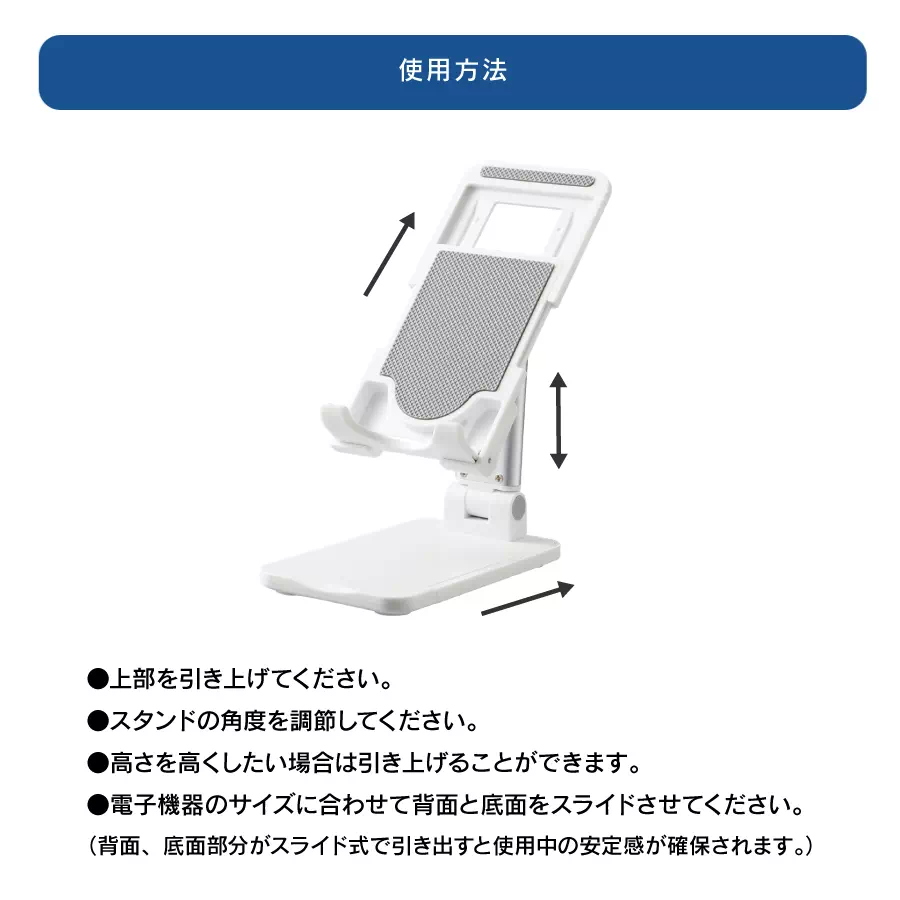 使用方法
●上部を引き上げてください。
●スタンドの角度を調節してください。
●高さを高くしたい場合は引き上げることができます。
●電子機器のサイズに合わせて背面と底面をスライドさせてください。
（背面、底面部分がスライド式で引き出すと使用中の安定感が確保されます。）